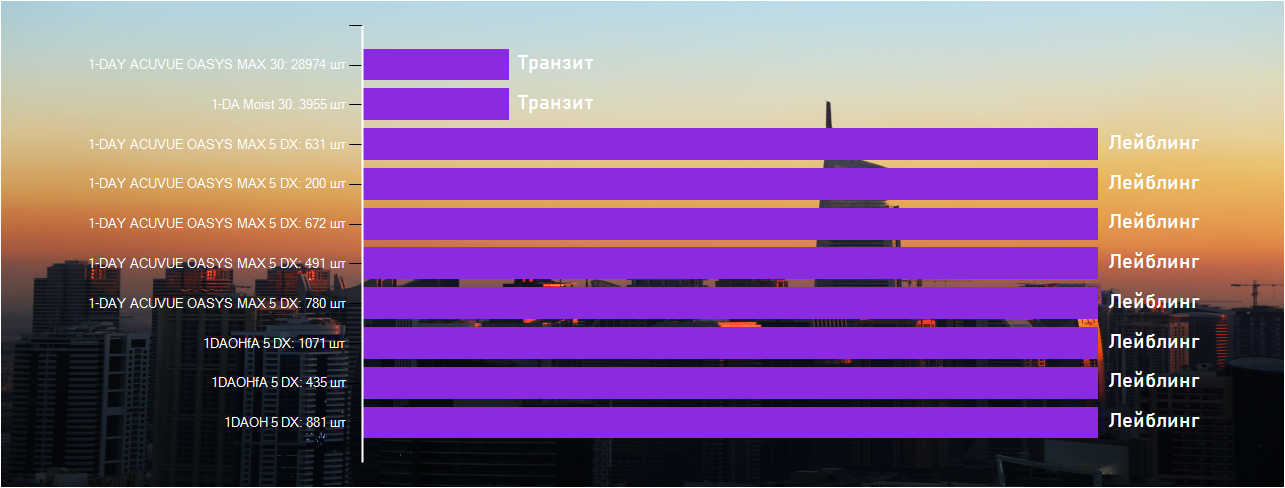 1-DAY ACUVUE OASYS MAX 30: 28974 шт Транзит
1-DA Moist 30: 3955 шт Транзит
1-DAY ACUVUE OASYS MAX 5 DX: 631 шт Лейблинг
1-DAY ACUVUE OASYS MAX 5 DX: 200 шт Лейблинг
1-DAY ACUVUE OASYS MAX 5 DX: 672 шт Лейблинг
1-DAY ACUVUE OASYS MAX 5 DX: 491 шт Лейблинг
1-DAY ACUVUE OASYS MAX 5 DX: 780 шт Лейблинг
1DAOHfA 5 DX: 1071 шт Лейблинг
1DAOHfA 5 DX: 435 шт Лейблинг
1DAOH 5 DX: 881 шт Лейблинг